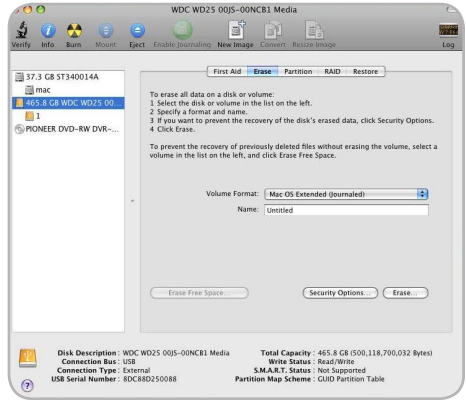 WDC WD25 00JS-00NCB1 Media
Verify Info Burn Mount Eject Enable Journaling New Image Convert Resize Image Log
37.3 GB ST340014A
mac
465.8 GB WDC WD25 00...
1
PIONEER DVD-RW DVR-...
First Aid Erase Partition RAID Restore
To erase all data on a disk or volume:
1 Select the disk or volume in the list on the left.
2 Specify a format and name.
3 If you want to prevent the recovery of the disk's erased data, click Security Options.
4 Click Erase.
To prevent the recovery of previously deleted files without erasing the volume, select a
volume in the list on the left, and click Erase Free Space.
Volume Format: Mac OS Extended (Journaled)
Name: Untitled
Erase Free Space... Security Options... Erase...
Disk Description : WDC WD25 00JS-00NCB1 Media Total Capacity : 465.8 GB (500,118,700,032 Bytes)
Connection Bus : USB Write Status : Read/Write
Connection Type : External S.M.A.R.T. Status : Not Supported
USB Serial Number : 8DC88D250088 Partition Map Scheme : GUID Partition Table
?